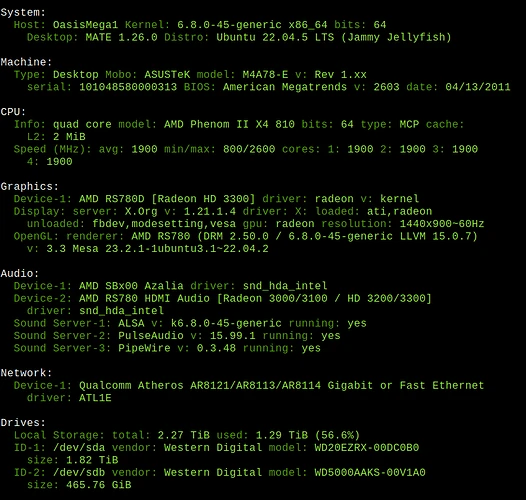 System:
Host: OasisMega1 Kernel: 6.8.0-45-generic x86_64 bits: 64
Desktop: MATE 1.26.0 Distro: Ubuntu 22.04.5 LTS (Jammy Jellyfish)
Machine:
Type: Desktop Mobo: ASUSTeK model: M4A78-E v: Rev 1.xx
serial: 101048580000313 BIOS: American Megatrends v: 2603 date: 04/13/2011
CPU:
Info: quad core model: AMD Phenom II X4 810 bits: 64 type: MCP cache:
L2: 2 MiB
Speed (MHz): avg: 1900 min/max: 800/2600 cores: 1: 1900 2: 1900 3: 1900
4: 1900
Graphics:
Device-1: AMD RS780D [Radeon HD 3300] driver: radeon v: kernel
Display: server: X.Org v: 1.21.1.4 driver: X: loaded: ati,radeon
unloaded: fbdev,modesetting,vesa gpu: radeon resolution: 1440x900~60Hz
OpenGL: renderer: AMD RS780 (DRM 2.50.0 / 6.8.0-45-generic LLVM 15.0.7)
v: 3.3 Mesa 23.2.1-1ubuntu3.1~22.04.2
Audio:
Device-1: AMD SBx00 Azalia driver: snd_hda_intel
Device-2: AMD RS780 HDMI Audio [Radeon 3000/3100 / HD 3200/3300]
driver: snd_hda_intel
Sound Server-1: ALSA v: k6.8.0-45-generic running: yes
Sound Server-2: PulseAudio v: 15.99.1 running: yes
Sound Server-3: PipeWire v: 0.3.48 running: yes
Network:
Device-1: Qualcomm Atheros AR8121/AR8113/AR8114 Gigabit or Fast Ethernet
driver: ATL1E
Drives:
Local Storage: total: 2.27 TiB used: 1.29 TiB (56.6%)
ID-1: /dev/sda vendor: Western Digital model: WD20EZRX-00DC0B0
size: 1.82 TiB
ID-2: /dev/sdb vendor: Western Digital model: WD5000AAKS-00V1A0
size: 465.76 GiB